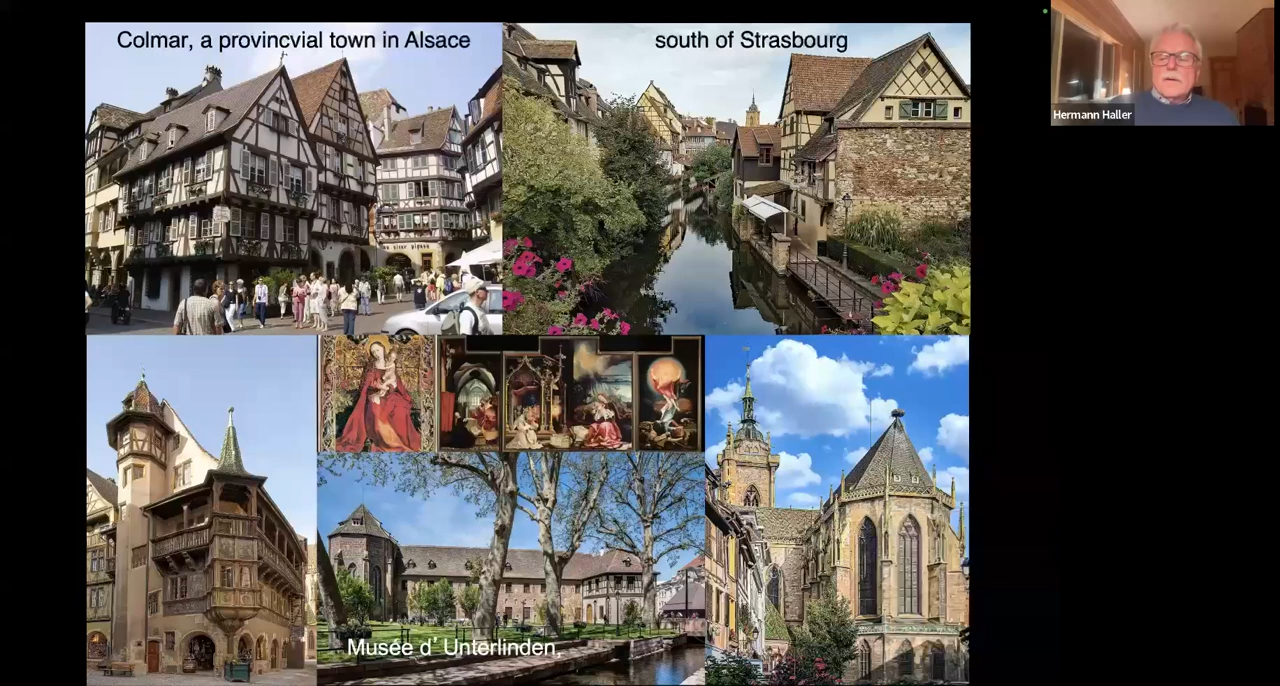 Colmar, a provincvial town in Alsace
south of Strasbourg
Hermann Haller
Musée d' Unterlinden,